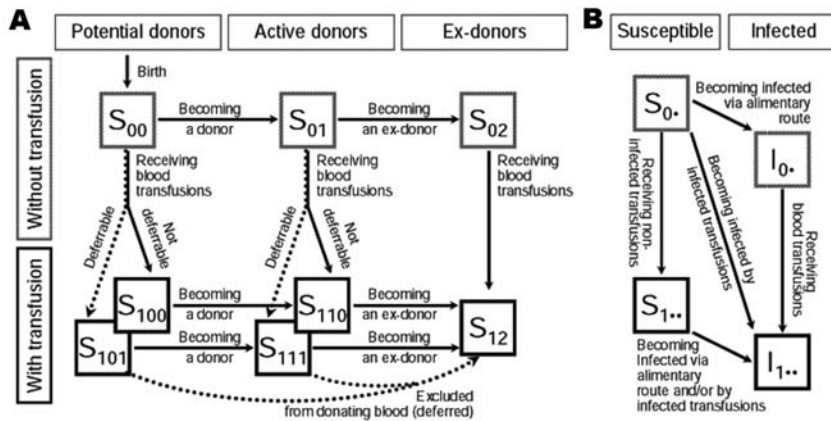 A
Potential donors
Active donors
Ex-donors
Without transfusion
With transfusion
Birth
S00
Becoming
a donor
S01
Becoming
an ex-donor
S02
Receiving
blood
transfusions
Receiving
blood
transfusions
Receiving
blood
transfusions
Deferrable
Not
deferrable
Deferrable
Not
deferrable
S100
Becoming
a donor
S110
Becoming
an ex-donor
S12
S101
Becoming
a donor
S111
Becoming
an ex-donor
Excluded
from donating blood (deferred)
B
Susceptible
Infected
S0•
Becoming infected
via alimentary
route
I0•
Receiving non-
infected transfusions
Becoming infected by
infected transfusions
Receiving
blood transfusions
S1••
I1••
Becoming
Infected via
alimentary
route and/or by
infected transfusions